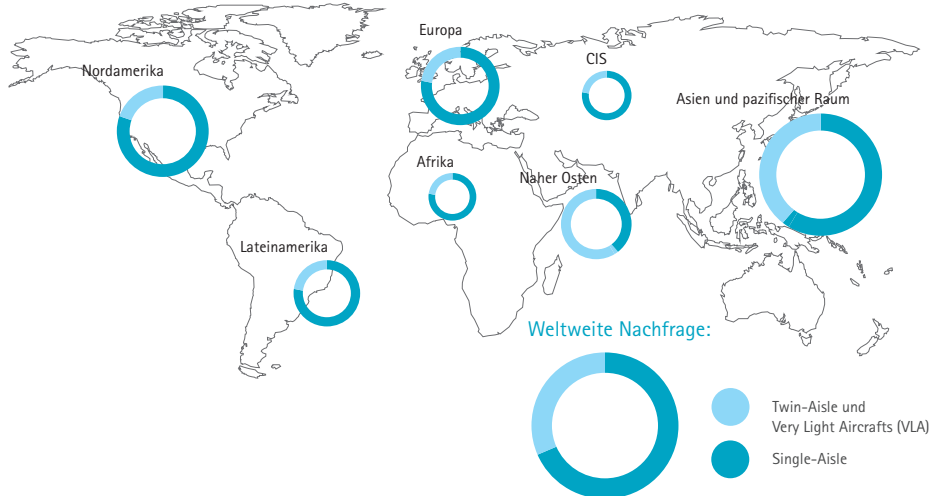 Europa
CIS
Nordamerika
Asien und pazifischer Raum
Afrika
Naher Osten
Lateinamerika
Weltweite Nachfrage:
Twin-Aisle und
Very Light Aircrafts (VLA)
Single-Aisle